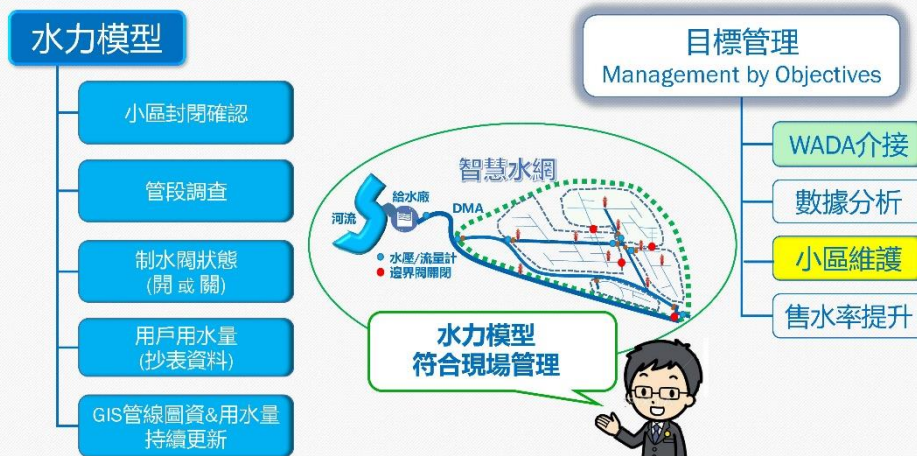 水力模型
小區封閉確認
管段調查
制水閥狀態
(開 或 關)
用戶用水量
(抄表資料)
GIS管線圖資&用水量
持續更新
智慧水網
河流
給水廠
DMA
水壓/流量計
邊界閥關閉
水力模型
符合現場管理
目標管理
Management by Objectives
WADA介接
數據分析
小區維護
售水率提升